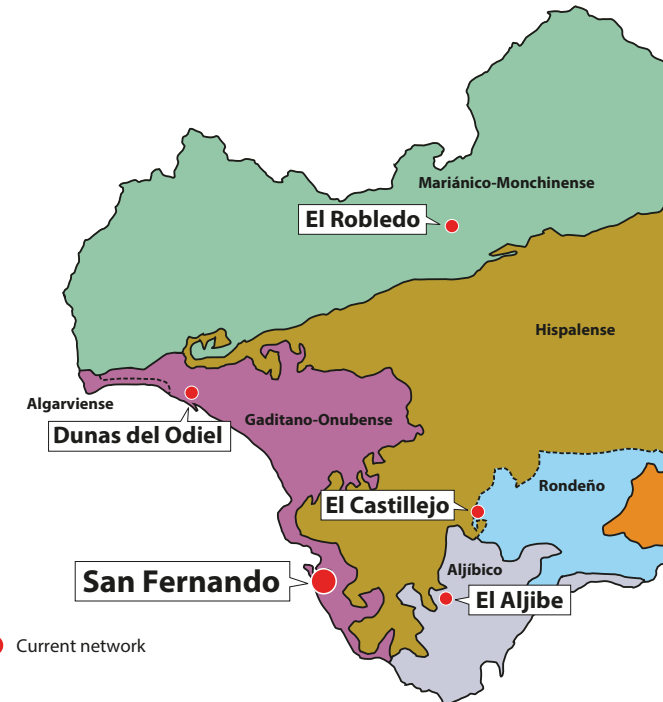 Mariánico-Monchinense
El Robledo
Hispalense
Algarviense
Gaditano-Onubense
Dunas del Odiel
Rondeño
El Castillejo
Aljíbico
San Fernando
El Aljibe
Current network